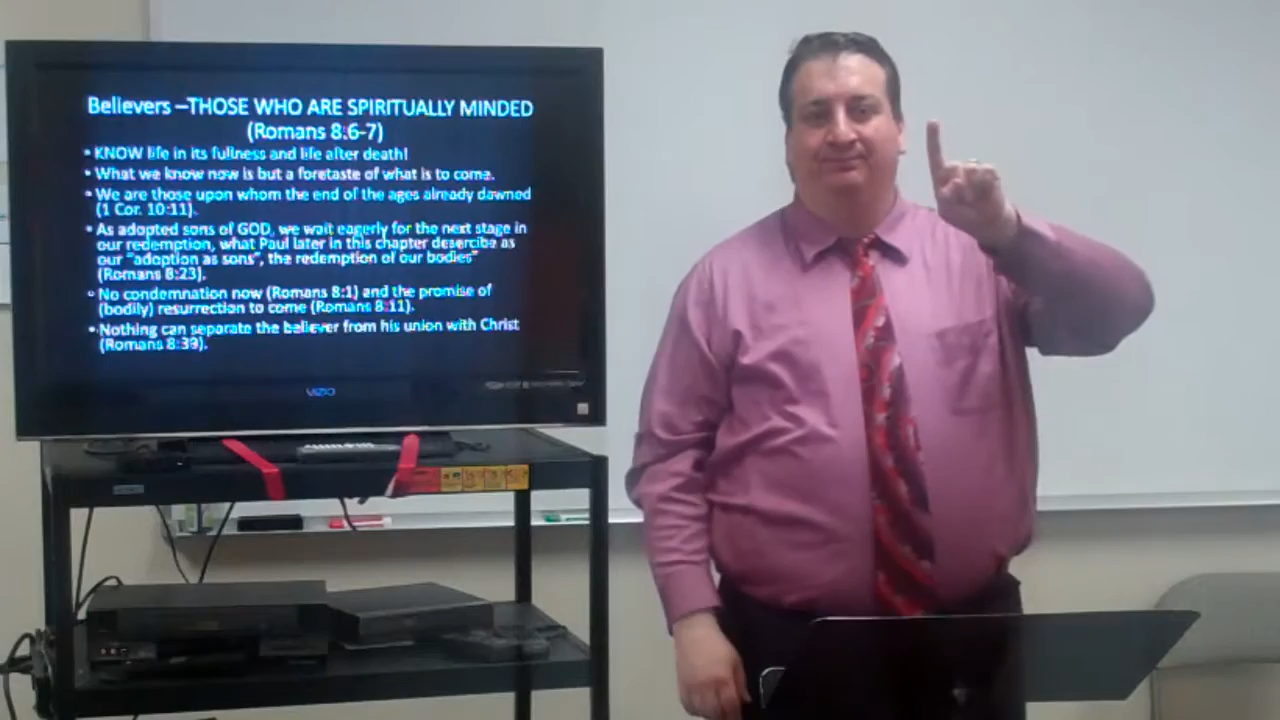 Believers –THOSE WHO ARE SPIRITUALLY MINDED
(Romans 8:6-7)
• KNOW life in its fullness and life after death!
• What we know now is but a foretaste of what is to come.
• We are those upon whom the end of the ages already dawned
(1 Cor. 10:11).
• As adopted sons of GOD, we wait eagerly for the next stage in
our redemption, what Paul later in this chapter desercibe as
our "adoption as sons", the redemption of our bodies"
(Romans 8:23).
• No condemnation now (Romans 8:1) and the promise of
(bodily) resurrection to come (Romans 8:11).
• Nothing can separate the believer from his union with Christ
(Romans 8:39).
VIZIO